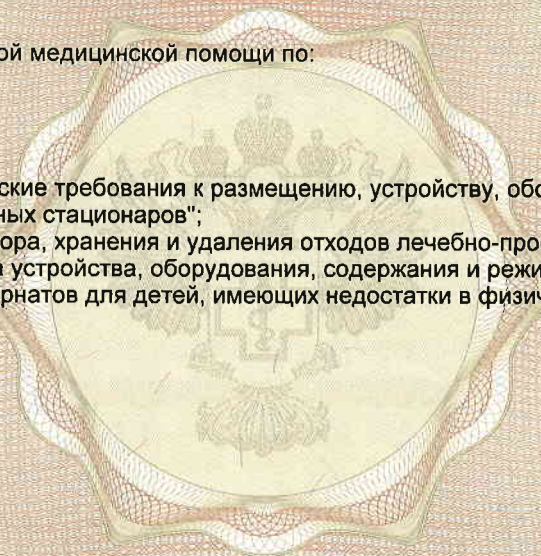 ой медицинской помощи по:
ские требования к размещению, устройству, обо
ных стационаров";
ора, хранения и удаления отходов лечебно-про
а устройства, оборудования, содержания и режи
рнатов для детей, имеющих недостатки в физич